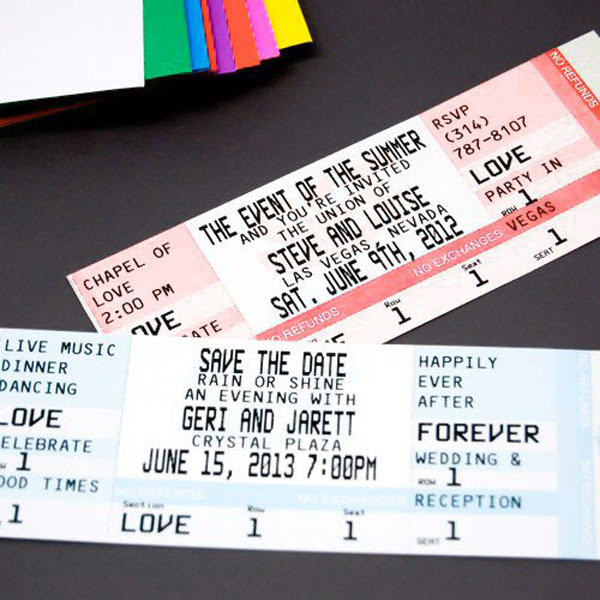 CHAPEL OF
LOVE
2:00 PM
LOVE
THE EVENT OF THE SUMMER
AND YOU'RE INVITED
THE UNION OF
STEVE AND LOUISE
LAS VEGAS, NEVADA
SAT. JUNE 9TH, 2012
NO REFUNDS
NO EXCHANGES
Row
1
Seat
1
RSVP
(314)
787-8107
LOVE
PARTY IN
ROW 1
VEGAS
SEAT 1
NO REFUNDS
LIVE MUSIC
DINNER
DANCING
LOVE
CELEBRATE
1
GOOD TIMES
1
SAVE THE DATE
RAIN OR SHINE
AN EVENING WITH
GERI AND JARETT
CRYSTAL PLAZA
JUNE 15, 2013 7:00PM
NO REFUNDS
NO EXCHANGES
Section
LOVE
Row
1
Seat
1
HAPPILY
EVER
AFTER
FOREVER
WEDDING &
ROW 1
RECEPTION
SEAT 1